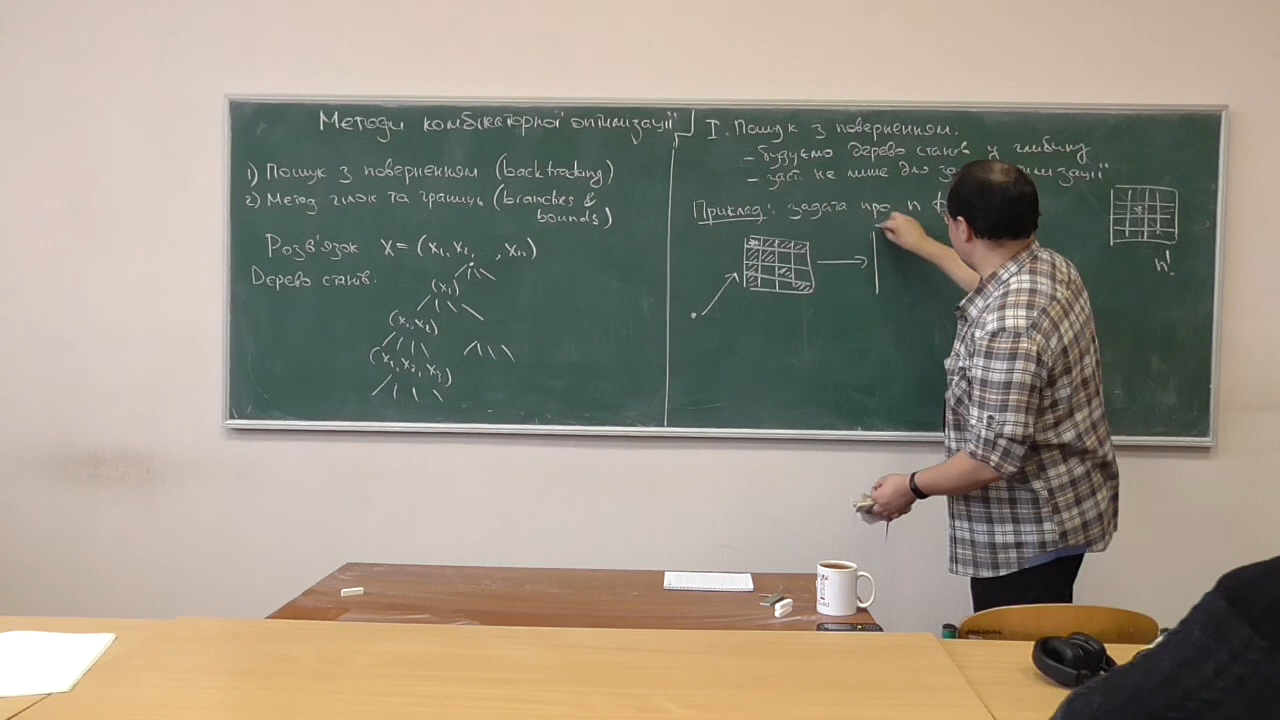 Методи комбінаторної оптимізації
1) Пошук з поверненням (backtracking)
2) Метод гілок та границь (branches &
bounds)
Розв'язок X = (x₁, x₂, , xₙ)
Дерево станів.
(x₁)
(x₁, x₂)
(x₁, x₂, x₃)
I. Пошук з поверненням.
- будуємо дерево станів у глибину
- заст. не лише для
Приклад: задача про n
n!